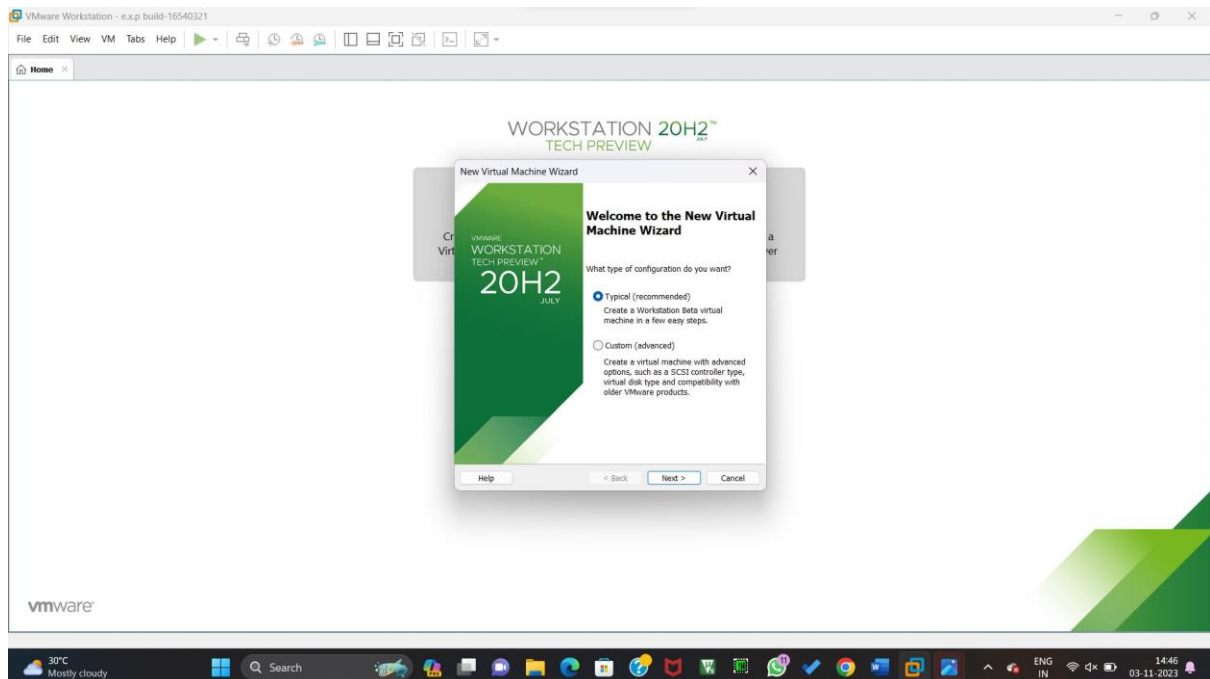 VMware Workstation - e.x.p build-16540321
File Edit View VM Tabs Help
Home
WORKSTATION 20H2™
JULY
TECH PREVIEW
New Virtual Machine Wizard
Cr
Virt
a
er
VMWARE
WORKSTATION
TECH PREVIEW™
20H2
JULY
Welcome to the New Virtual
Machine Wizard
What type of configuration do you want?
Typical (recommended)
Create a Workstation Beta virtual
machine in a few easy steps.
Custom (advanced)
Create a virtual machine with advanced
options, such as a SCSI controller type,
virtual disk type and compatibility with
older VMware products.
Help < Back Next > Cancel
vmware
30°C
Mostly cloudy
Search
ENG
IN
14:46
03-11-2023